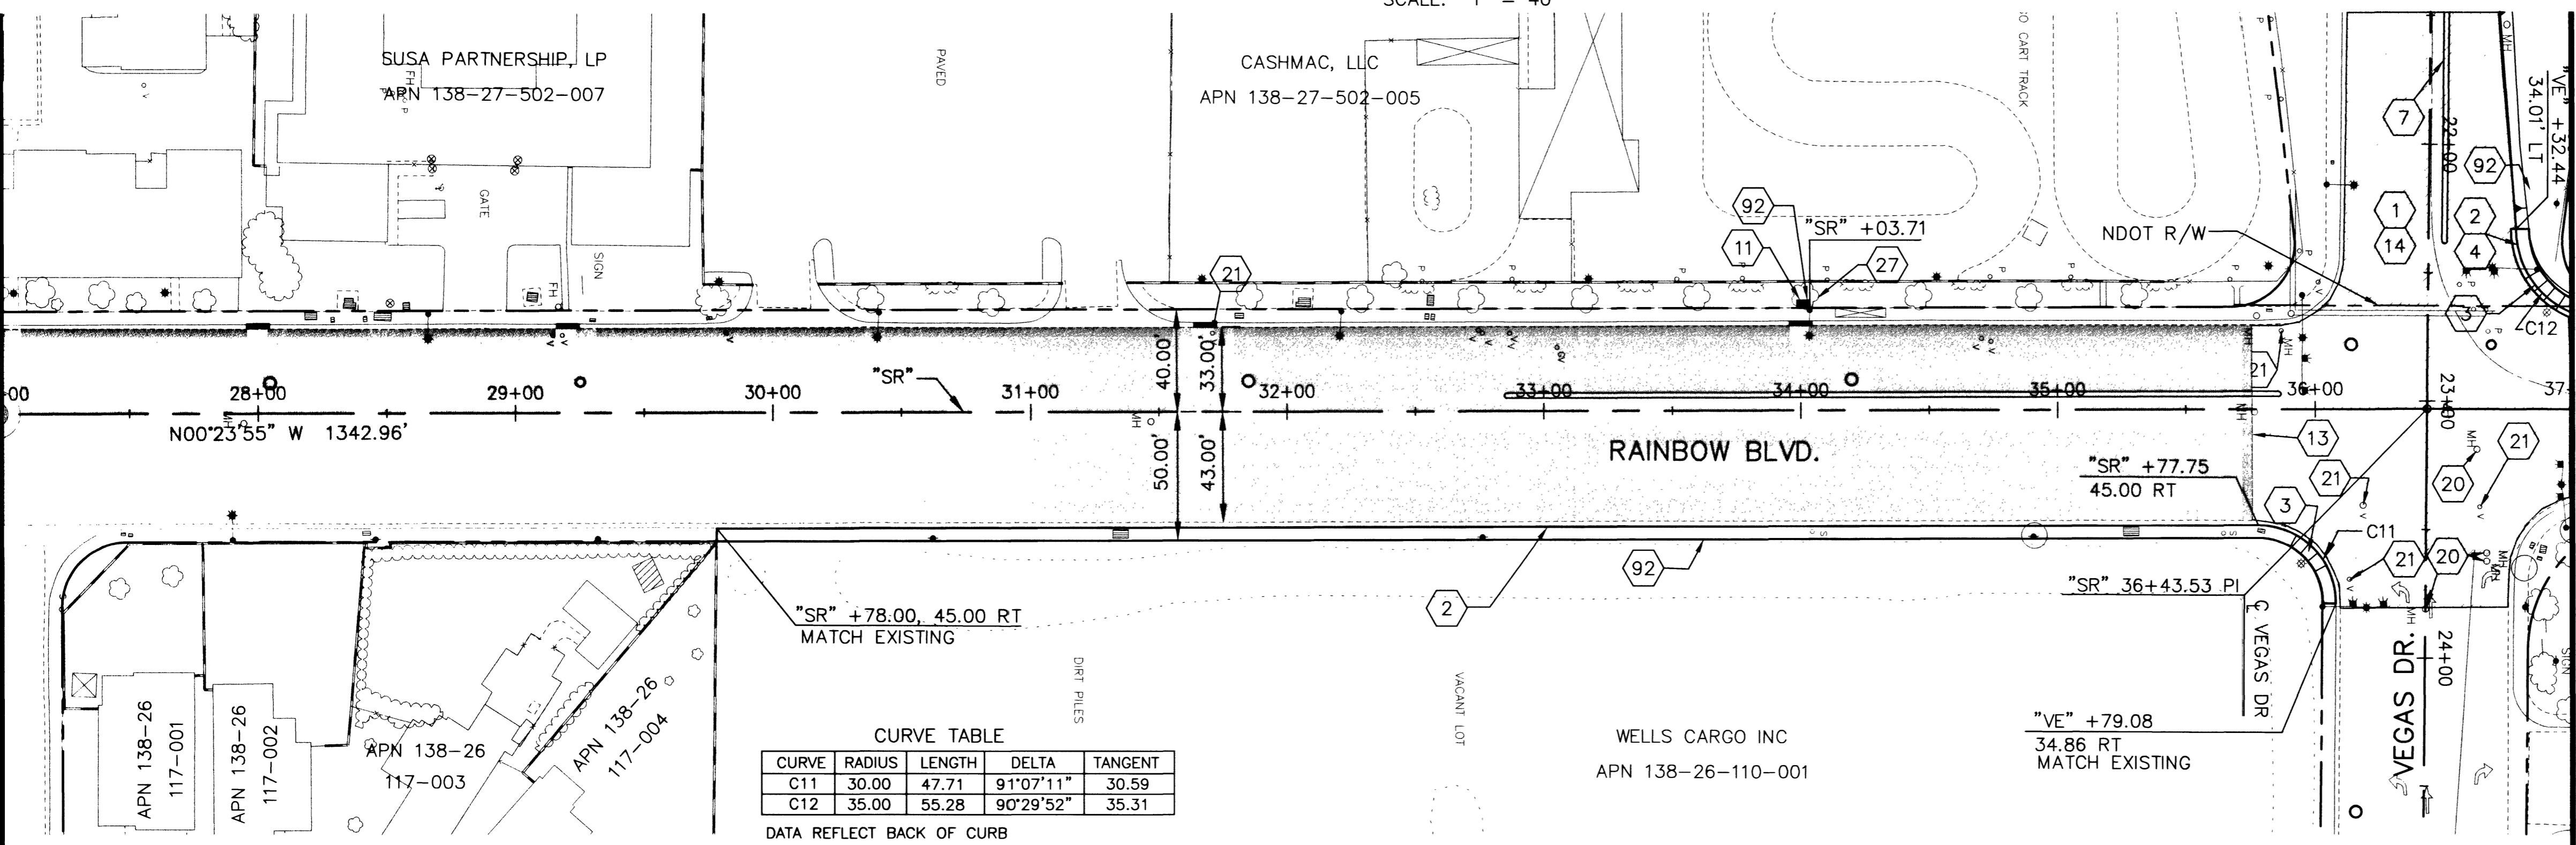 SUSA PARTNERSHIP, LP
APN 138-27-502-007
FH
P
V
GATE
SIGN
FH
PAVED
CASHMAC, LLC
APN 138-27-502-005
CART TRACK
21
92
11
"SR" +03.71
27
NDOT R/W
7
22+00
1
14
92
2
4
"VE" +32.44
34.01' LT
MH
3
C12
28+00
29+00
30+00
31+00
32+00
33+00
34+00
35+00
36+00
37
"SR"
40.00'
33.00'
50.00'
43.00'
N00°23'55" W 1342.96'
MH
MH
GV
RAINBOW BLVD.
21
MH
23+00
13
"SR" +77.75
45.00 RT
21
3
C11
MH
20
21
21
20
MH
"SR" 36+43.53 PI
℄ VEGAS DR
"SR" +78.00, 45.00 RT
MATCH EXISTING
2
92
VEGAS DR.
24+00
SIGN
DIRT PILES
VACANT LOT
WELLS CARGO INC
APN 138-26-110-001
"VE" +79.08
34.86 RT
MATCH EXISTING
APN 138-26
117-001
APN 138-26
117-002
APN 138-26
117-003
APN 138-26
117-004
CURVE TABLE
CURVE RADIUS LENGTH DELTA TANGENT
C11 30.00 47.71 91°07'11" 30.59
C12 35.00 55.28 90°29'52" 35.31
DATA REFLECT BACK OF CURB